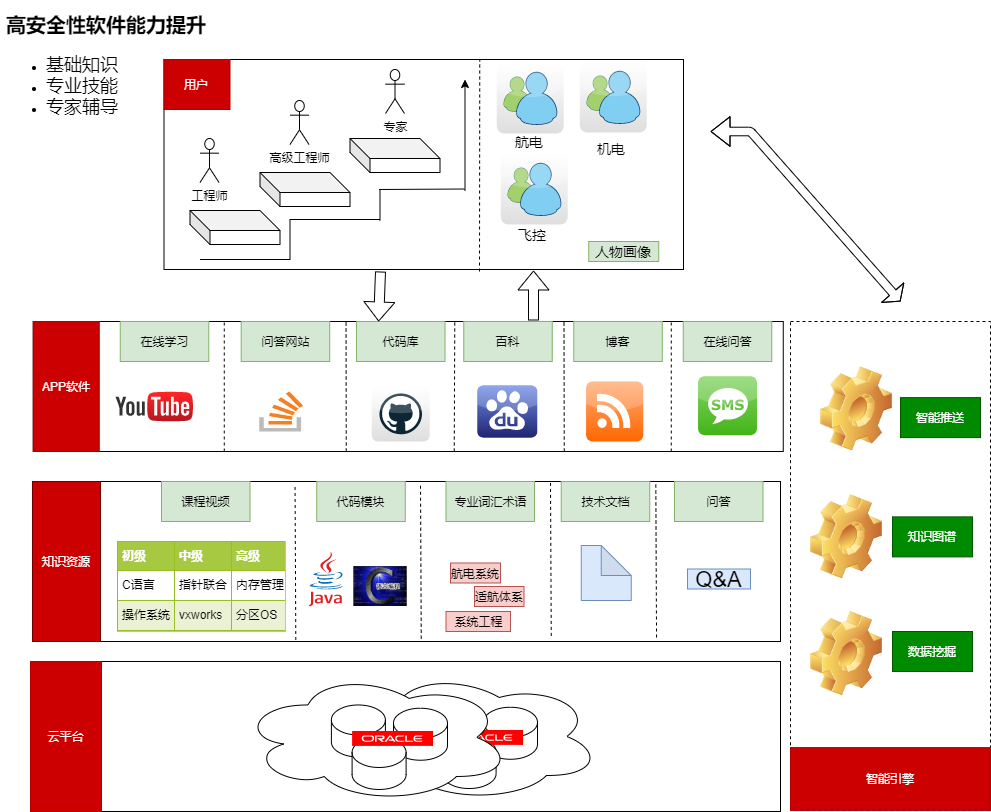 高安全性软件能力提升
基础知识
专业技能
专家辅导
用户
专家
高级工程师
工程师
航电
机电
飞控
人物画像
APP软件
在线学习
问答网站
代码库
百科
博客
在线问答
YouTube
du
SMS
智能推送
知识资源
课程视频
代码模块
专业词汇术语
技术文档
问答
初级 中级 高级
C语言 指针联合 内存管理
操作系统 vxworks 分区OS
Java
C
航电系统
适航体系
系统工程
Q&A
知识图谱
数据挖掘
云平台
ORACLE
CLE
智能引擎